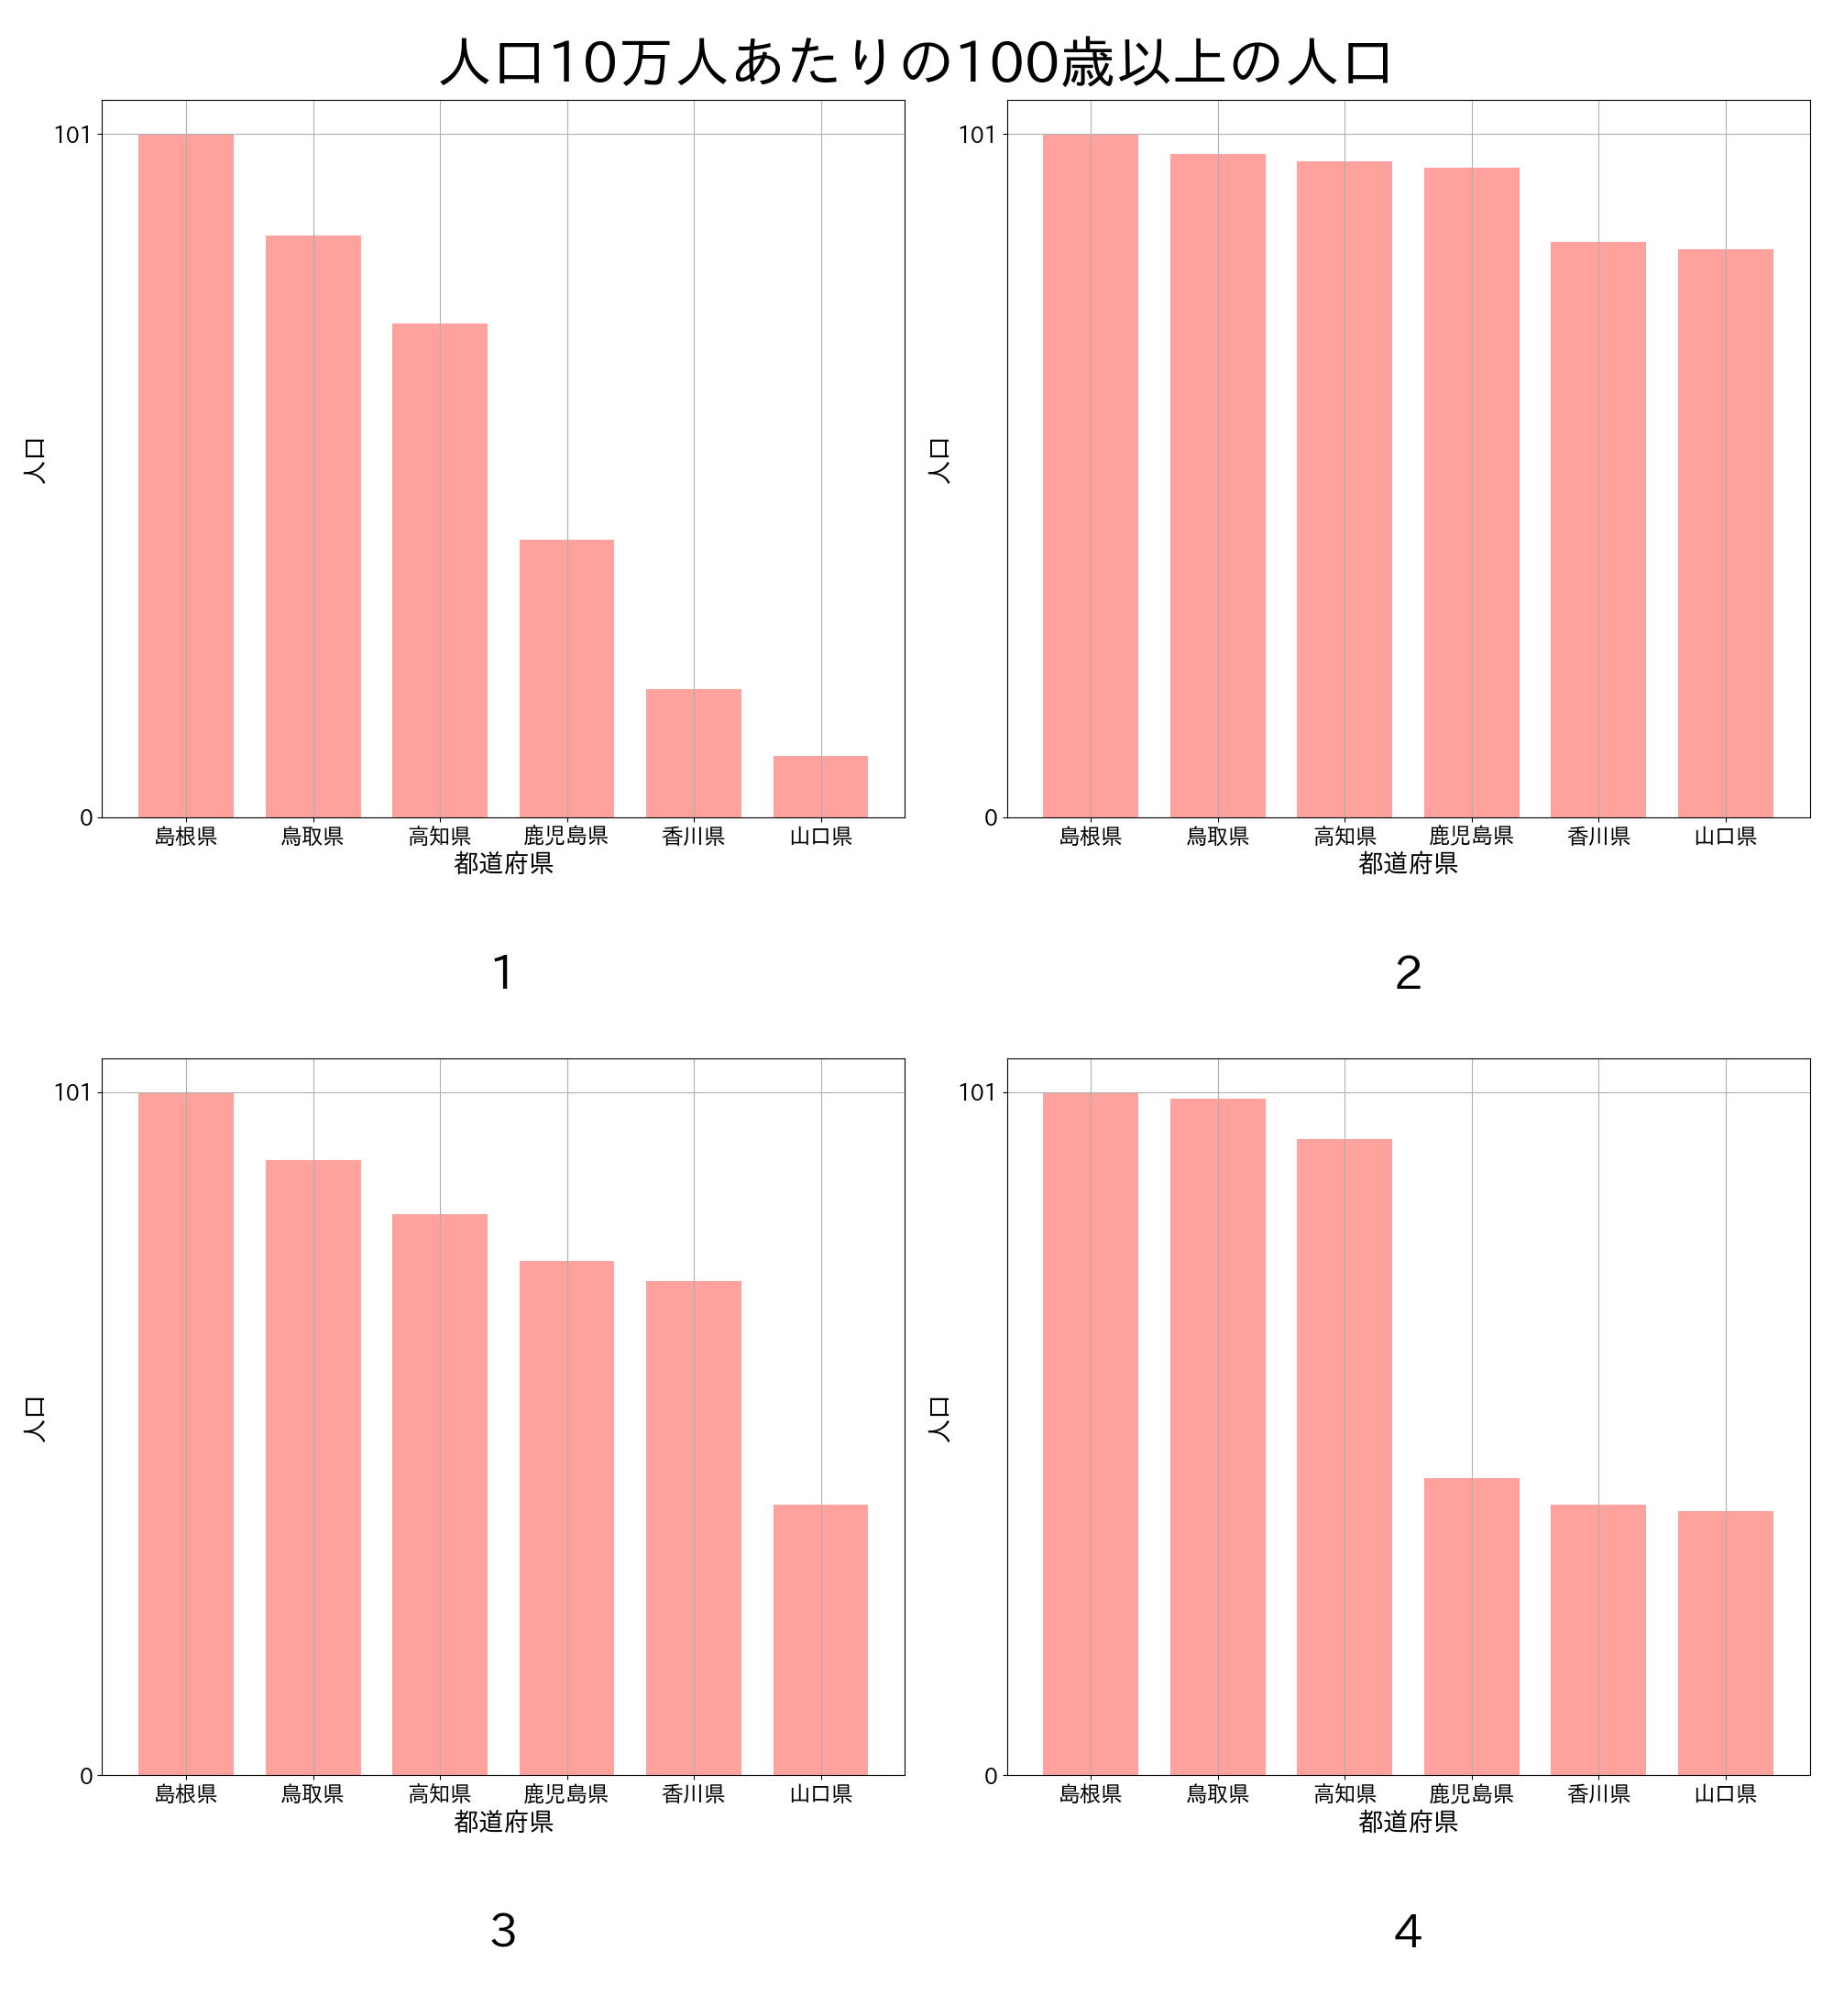 人口10万人あたりの100歳以上の人口
101
0
人口
島根県 鳥取県 高知県 鹿児島県 香川県 山口県
都道府県
1
101
0
人口
島根県 鳥取県 高知県 鹿児島県 香川県 山口県
都道府県
2
101
0
人口
島根県 鳥取県 高知県 鹿児島県 香川県 山口県
都道府県
3
101
0
人口
島根県 鳥取県 高知県 鹿児島県 香川県 山口県
都道府県
4